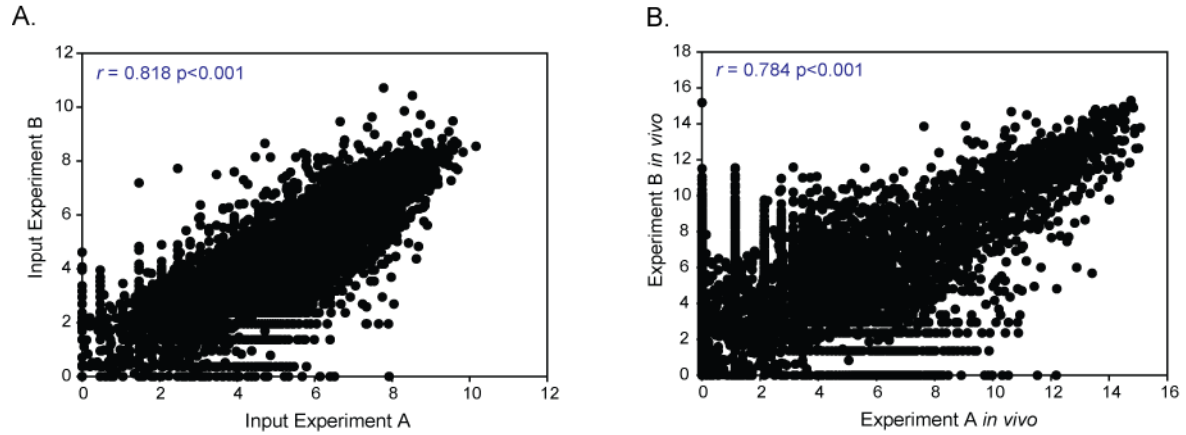 A.
r = 0.818 p<0.001
Input Experiment B
12
10
8
6
4
2
0
0 2 4 6 8 10 12
Input Experiment A
B.
r = 0.784 p<0.001
Experiment B in vivo
18
16
14
12
10
8
6
4
2
0
0 2 4 6 8 10 12 14 16
Experiment A in vivo